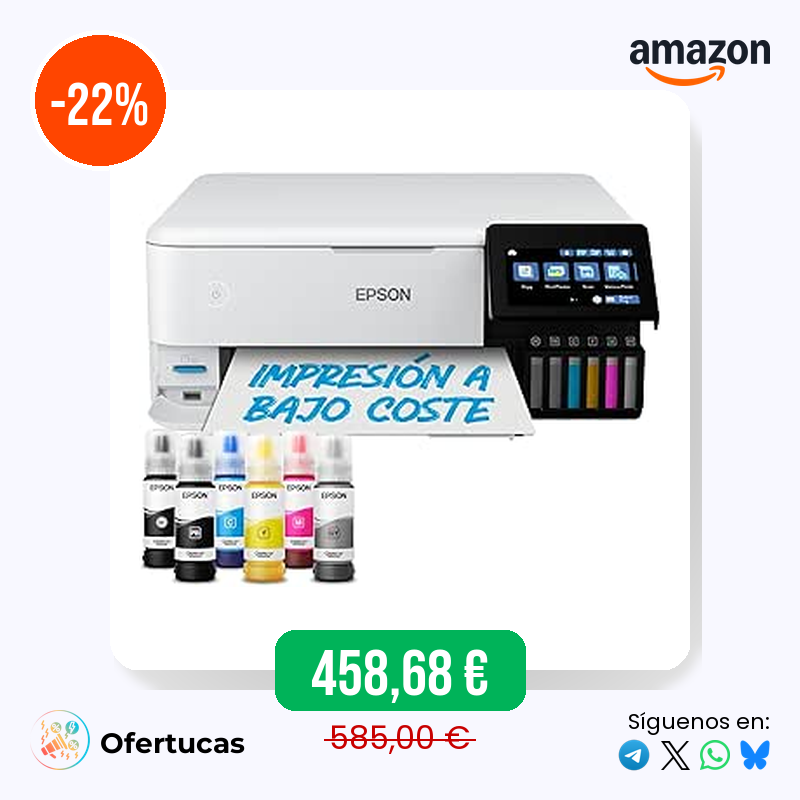 -22%
amazon
EPSON
IMPRESIÓN A
BAJO COSTE
EPSON
EPSON
EPSON
EPSON
EPSON
EPSON
458,68 €
585,00 €
Ofertucas
Síguenos en: